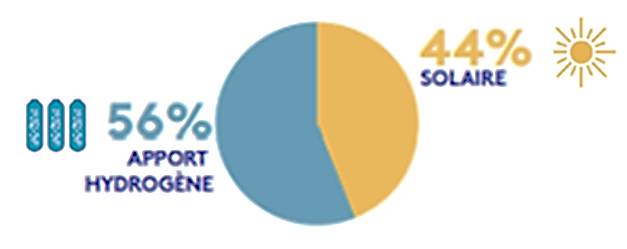 44%
SOLAIRE
56%
APPORT
HYDROGÈNE